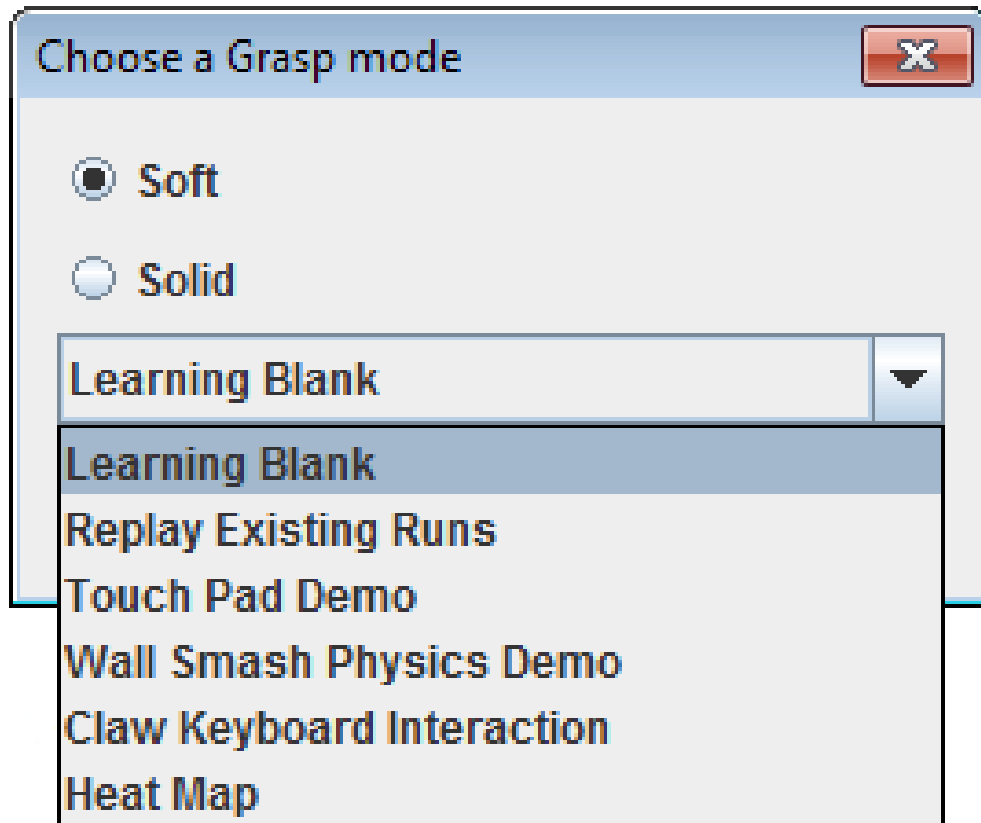 Choose a Grasp mode
Soft
Solid
Learning Blank
Learning Blank
Replay Existing Runs
Touch Pad Demo
Wall Smash Physics Demo
Claw Keyboard Interaction
Heat Map